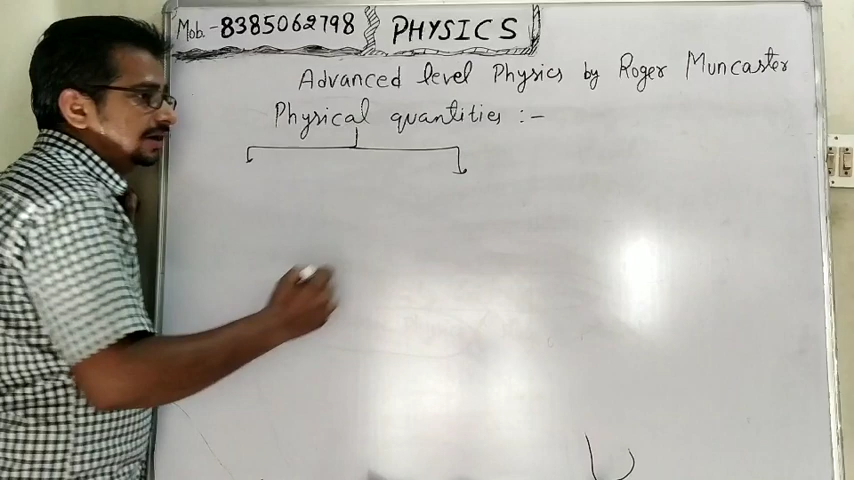 Mob. - 8385062798 PHYSICS
Advanced level Physics by Roger Muncaster
Physical quantities :-